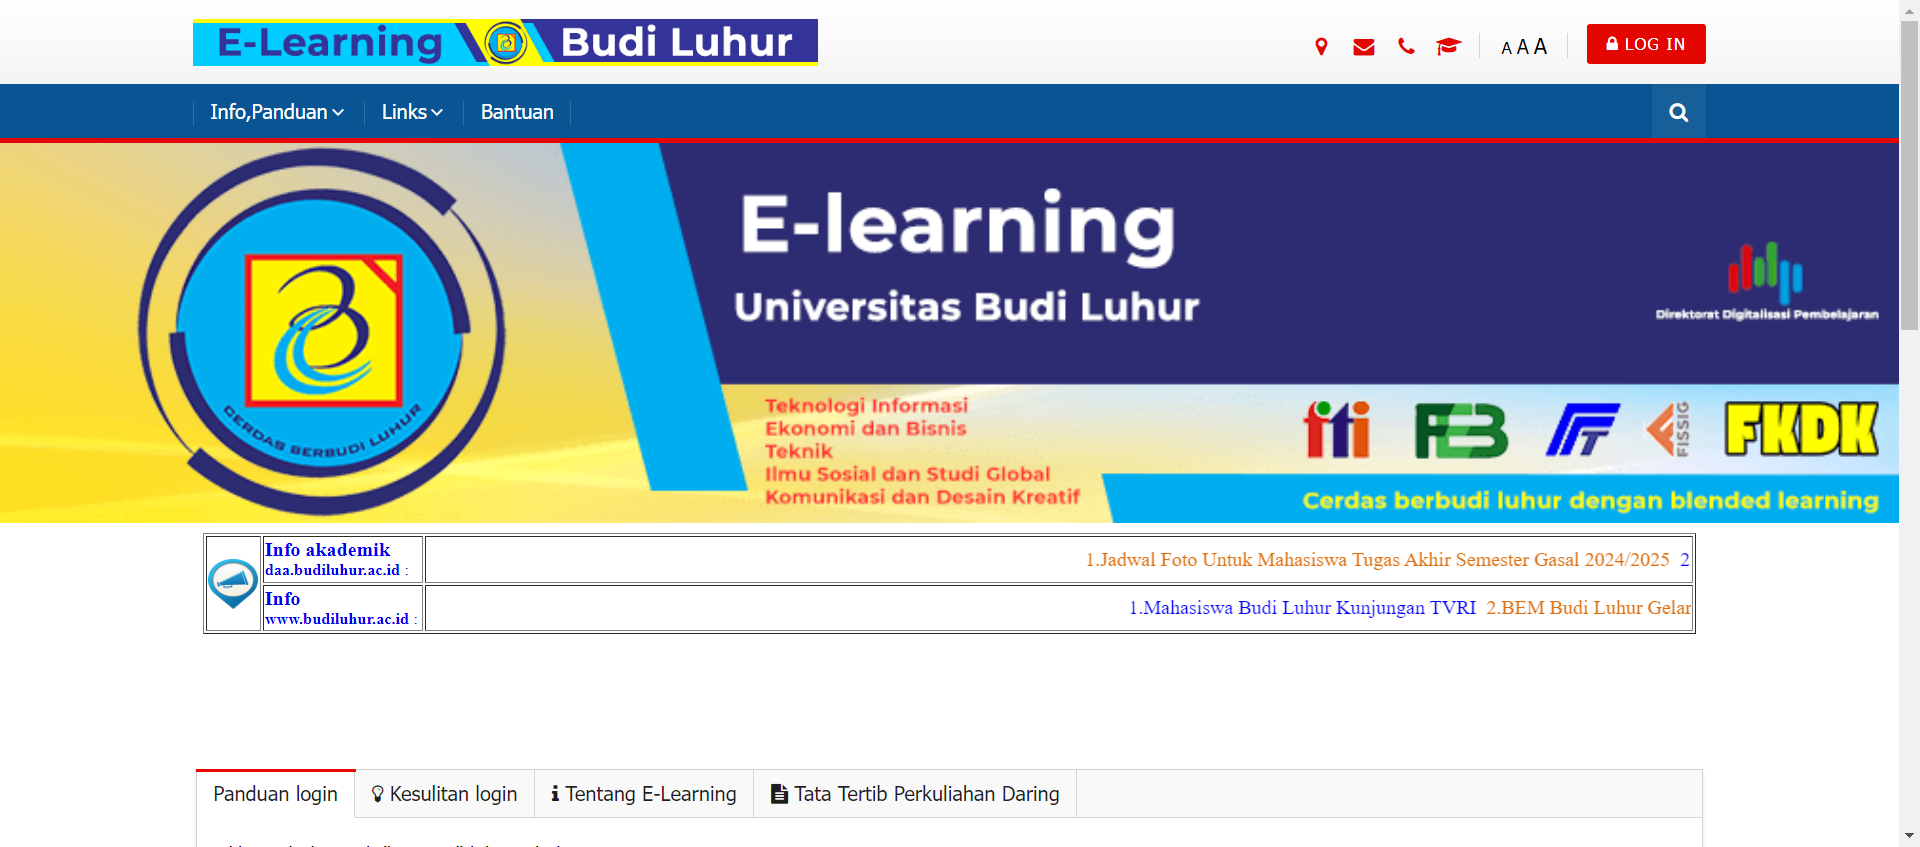 E-Learning Budi Luhur
A A A
LOG IN
Info,Panduan Links Bantuan
E-learning
Universitas Budi Luhur
Direktorat Digitalisasi Pembelajaran
CERDAS BERBUDI LUHUR
Teknologi Informasi
Ekonomi dan Bisnis
Teknik
Ilmu Sosial dan Studi Global
Komunikasi dan Desain Kreatif
fti FEB FT FISSIG FKDK
Cerdas berbudi luhur dengan blended learning
Info akademik
daa.budiluhur.ac.id :
1.Jadwal Foto Untuk Mahasiswa Tugas Akhir Semester Gasal 2024/2025 2
Info
www.budiluhur.ac.id :
1.Mahasiswa Budi Luhur Kunjungan TVRI 2.BEM Budi Luhur Gelar
Panduan login Kesulitan login Tentang E-Learning Tata Tertib Perkuliahan Daring